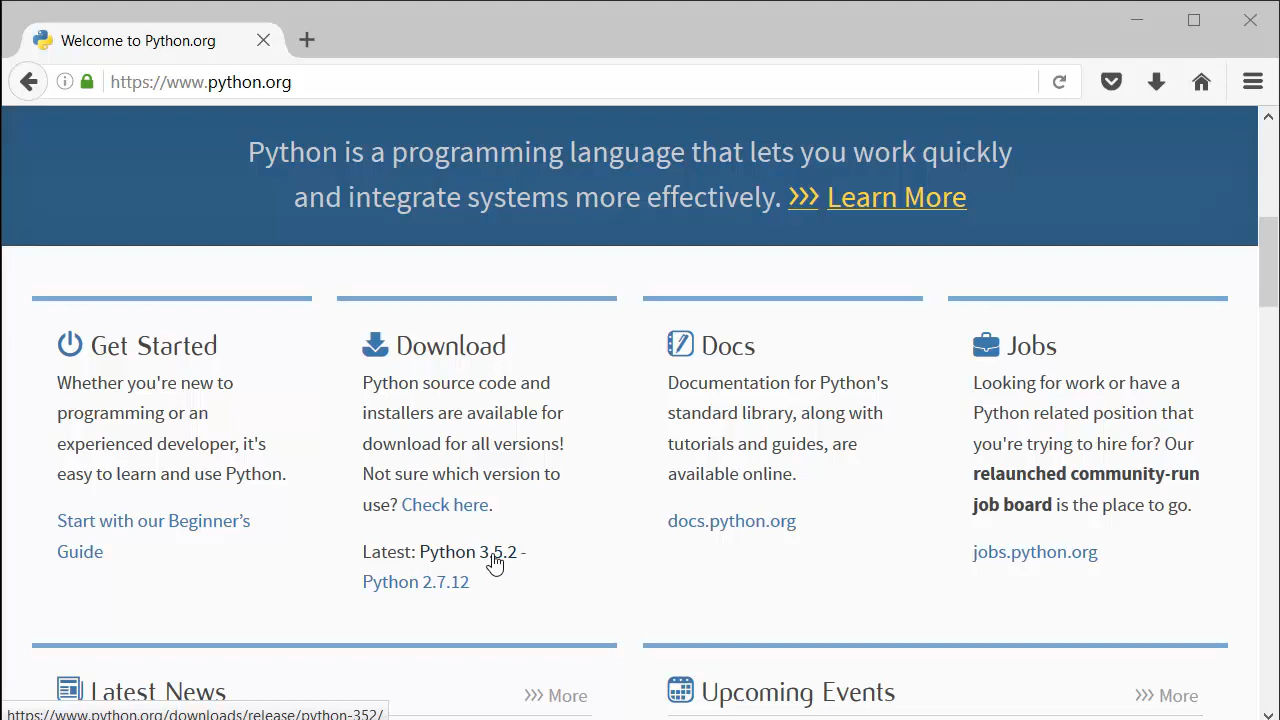 Welcome to Python.org
https://www.python.org
Python is a programming language that lets you work quickly
and integrate systems more effectively. >>> Learn More
Get Started
Whether you're new to
programming or an
experienced developer, it's
easy to learn and use Python.
Start with our Beginner’s
Guide
Download
Python source code and
installers are available for
download for all versions!
Not sure which version to
use? Check here.
Latest: Python 3.5.2 -
Python 2.7.12
Docs
Documentation for Python's
standard library, along with
tutorials and guides, are
available online.
docs.python.org
Jobs
Looking for work or have a
Python related position that
you're trying to hire for? Our
relaunched community-run
job board is the place to go.
jobs.python.org
Latest News
>>> More
Upcoming Events
>>> More
https://www.python.org/downloads/release/python-352/